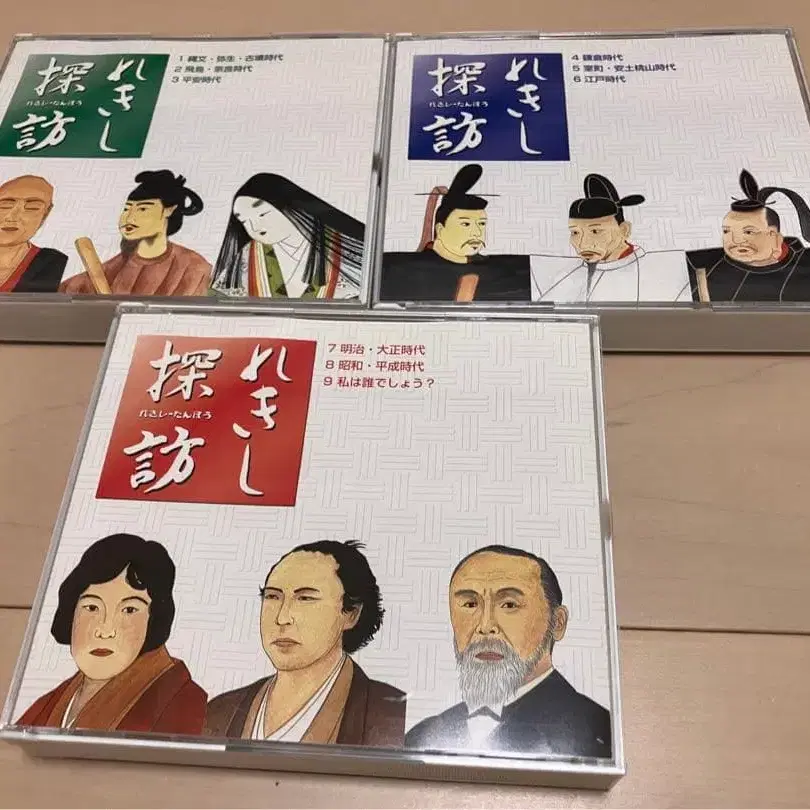 れきし
探訪
れきしーたんぼう
1 縄文・弥生・古墳時代
2 飛鳥・奈良時代
3 平安時代
れきし
探訪
れきしーたんぼう
4 鎌倉時代
5 室町・安土桃山時代
6 江戸時代
れきし
探訪
れきしーたんぼう
7 明治・大正時代
8 昭和・平成時代
9 私は誰でしょう?